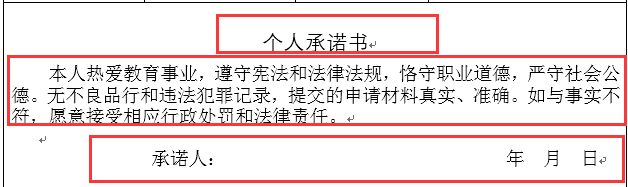 个人承诺书
本人热爱教育事业，遵守宪法和法律法规，恪守职业道德，严守社会公
德。无不良品行和违法犯罪记录，提交的申请材料真实、准确。如与事实不
符，愿意接受相应行政处罚和法律责任。
承诺人： 年 月 日